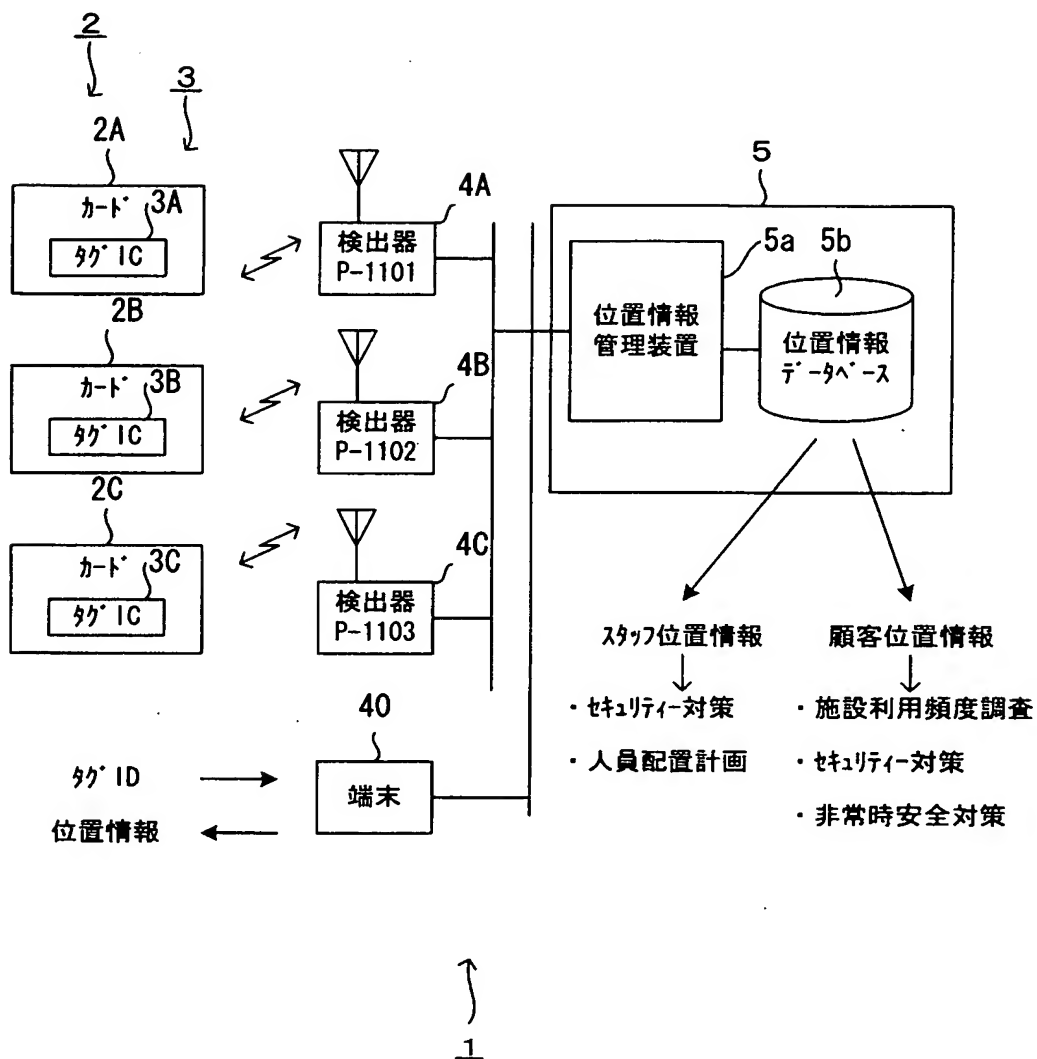 2
3
2A
カード
3A
タグIC
2B
カード
3B
タグIC
2C
カード
3C
タグIC
4A
検出器
P-1101
4B
検出器
P-1102
4C
検出器
P-1103
5
5a
位置情報
管理装置
5b
位置情報
データベース
スタッフ位置情報
・セキュリティー対策
・人員配置計画
顧客位置情報
・施設利用頻度調査
・セキュリティー対策
・非常時安全対策
タグID
位置情報
40
端末
1